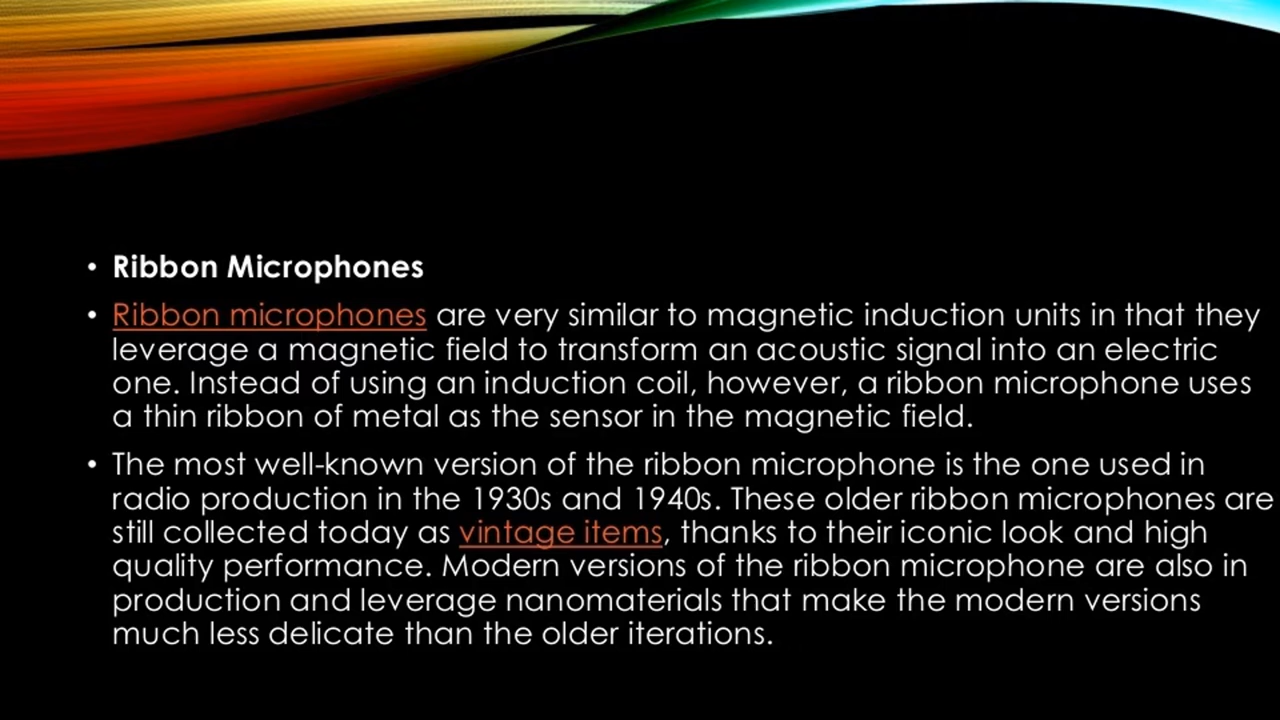 • Ribbon Microphones
• Ribbon microphones are very similar to magnetic induction units in that they
leverage a magnetic field to transform an acoustic signal into an electric
one. Instead of using an induction coil, however, a ribbon microphone uses
a thin ribbon of metal as the sensor in the magnetic field.
• The most well-known version of the ribbon microphone is the one used in
radio production in the 1930s and 1940s. These older ribbon microphones are
still collected today as vintage items, thanks to their iconic look and high
quality performance. Modern versions of the ribbon microphone are also in
production and leverage nanomaterials that make the modern versions
much less delicate than the older iterations.